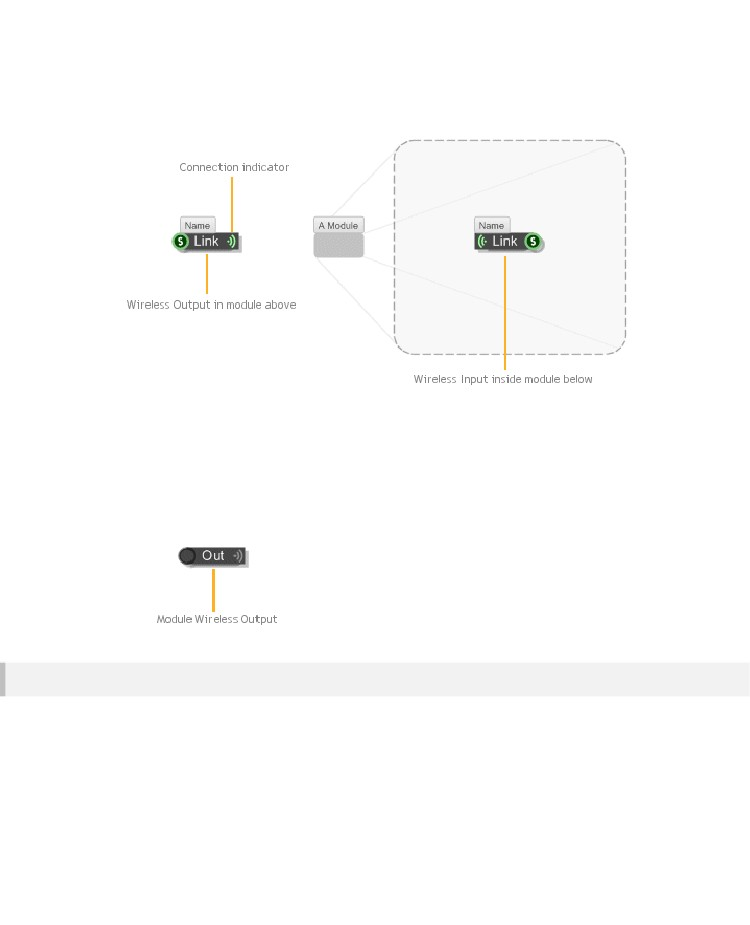 Connection indicator
Name
S Link
Wireless Output in module above
A Module
Name
Link S
Wireless Input inside module below
Out
Module Wireless Output